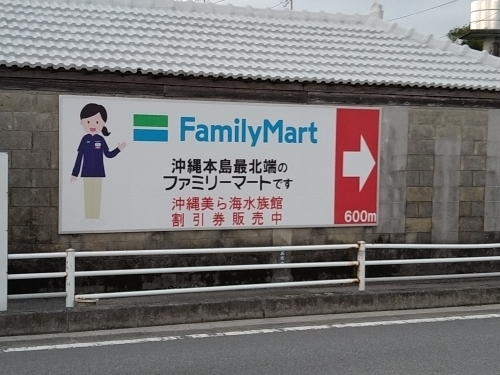 FamilyMart
沖縄本島最北端の
ファミリーマートです
沖縄美ら海水族館
割引券販売中
600m